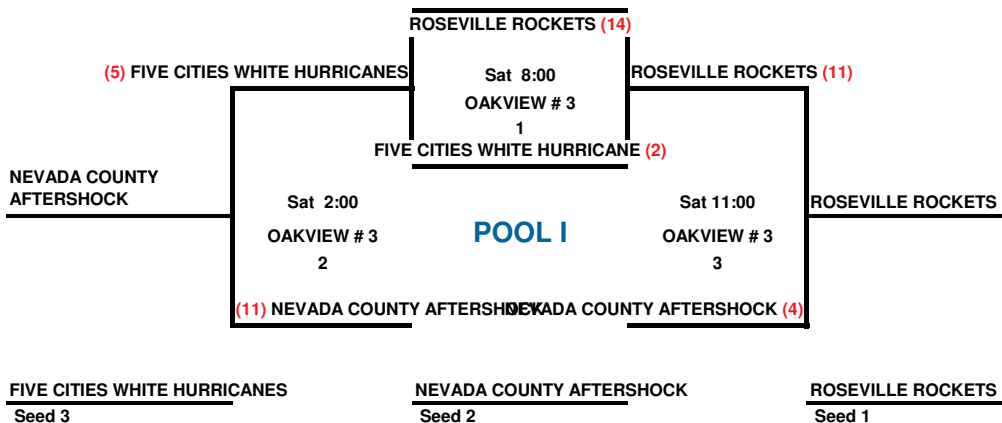 ROSEVILLE ROCKETS (14)
(5) FIVE CITIES WHITE HURRICANES
Sat 8:00
ROSEVILLE ROCKETS (11)
OAKVIEW # 3
1
FIVE CITIES WHITE HURRICANE (2)
NEVADA COUNTY
AFTERSHOCK
Sat 2:00
OAKVIEW # 3
2
POOL I
Sat 11:00
OAKVIEW # 3
3
ROSEVILLE ROCKETS
(11) NEVADA COUNTY AFTERSHOCK
NEVADA COUNTY AFTERSHOCK (4)
FIVE CITIES WHITE HURRICANES
NEVADA COUNTY AFTERSHOCK
ROSEVILLE ROCKETS
Seed 3
Seed 2
Seed 1